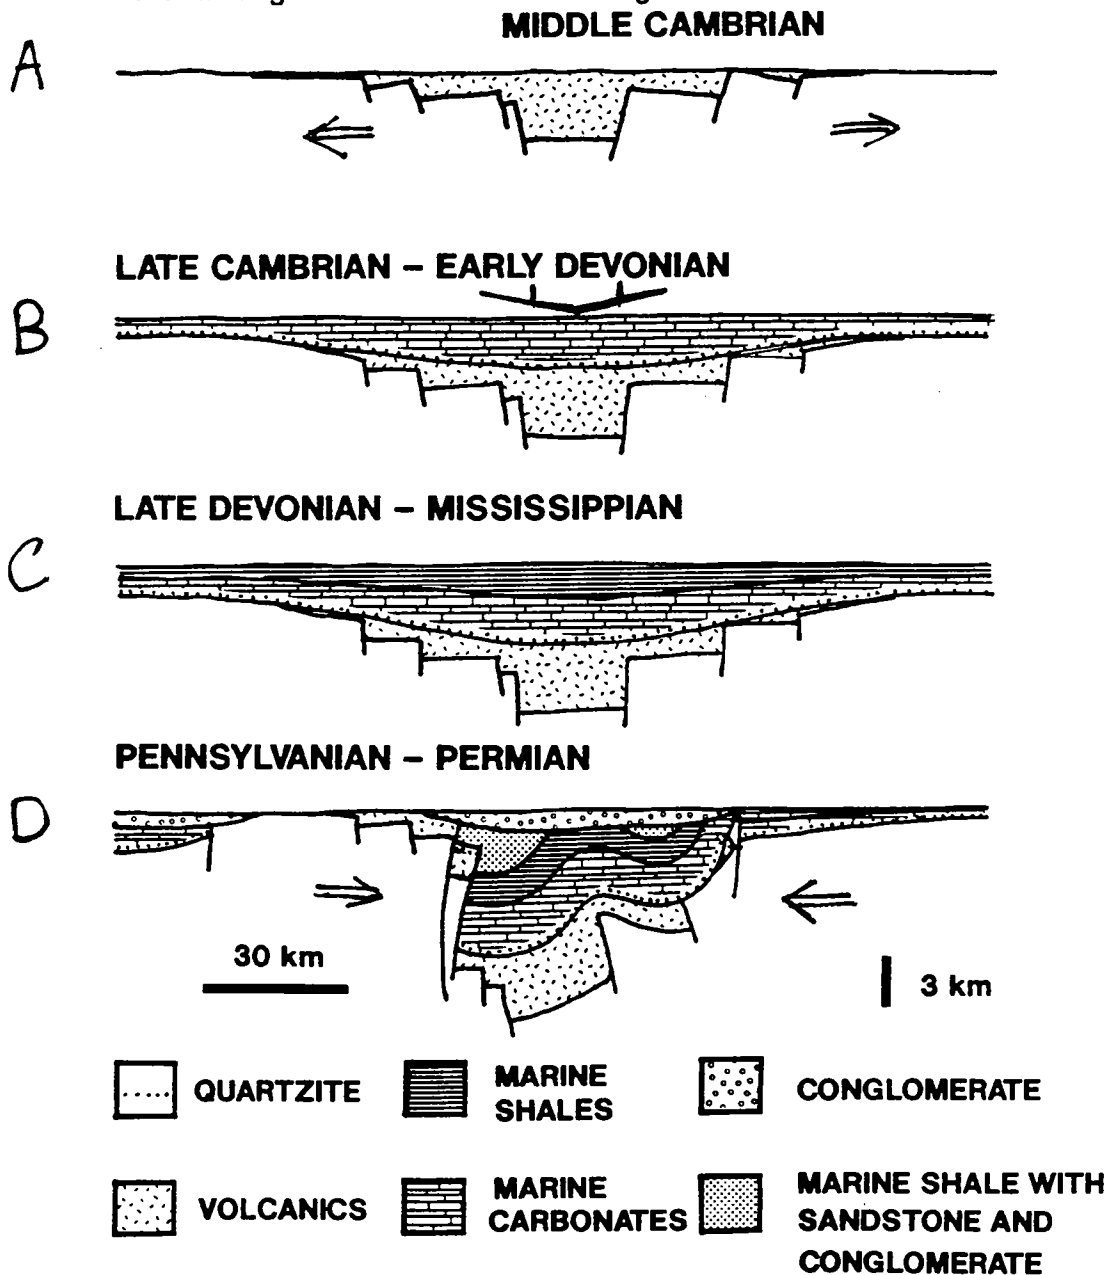 MIDDLE CAMBRIAN
A
LATE CAMBRIAN – EARLY DEVONIAN
B
LATE DEVONIAN – MISSISSIPPIAN
C
PENNSYLVANIAN – PERMIAN
D
30 km
3 km
QUARTZITE
MARINE
SHALES
CONGLOMERATE
VOLCANICS
MARINE
CARBONATES
MARINE SHALE WITH
SANDSTONE AND
CONGLOMERATE